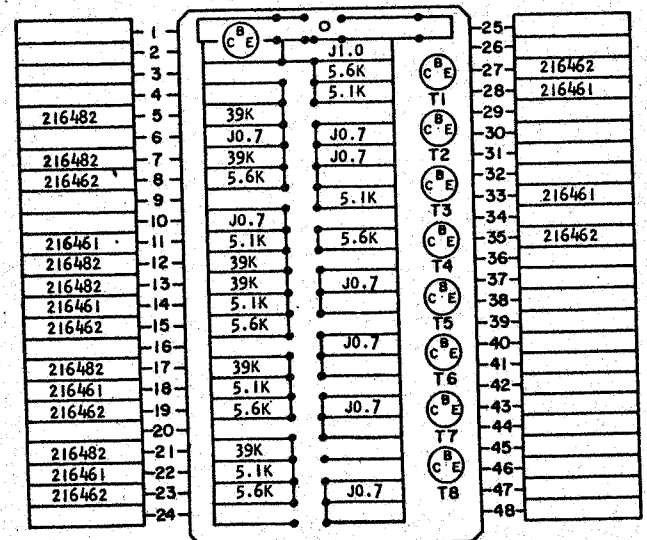 1 B C E 25
2 J1.0 26
3 5.6K C B E 27 216462
4 5.1K T1 28 216461
216482 5 39K 29
6 J0.7 J0.7 C B E 30
216482 7 39K J0.7 T2 31
216462 8 5.6K 32
9 5.1K C B E 33 216461
10 J0.7 T3 34
216461 11 5.1K 5.6K C B E 35 216462
216482 12 39K T4 36
216482 13 39K J0.7 37
216461 14 5.1K C B E 38
216462 15 5.6K T5 39
16 J0.7 40
216482 17 39K C B E 41
216461 18 5.1K T6 42
216462 19 5.6K J0.7 C B E 43
20 T7 44
216482 21 39K 45
216461 22 5.1K C B E 46
216462 23 5.6K J0.7 T8 47
24 48